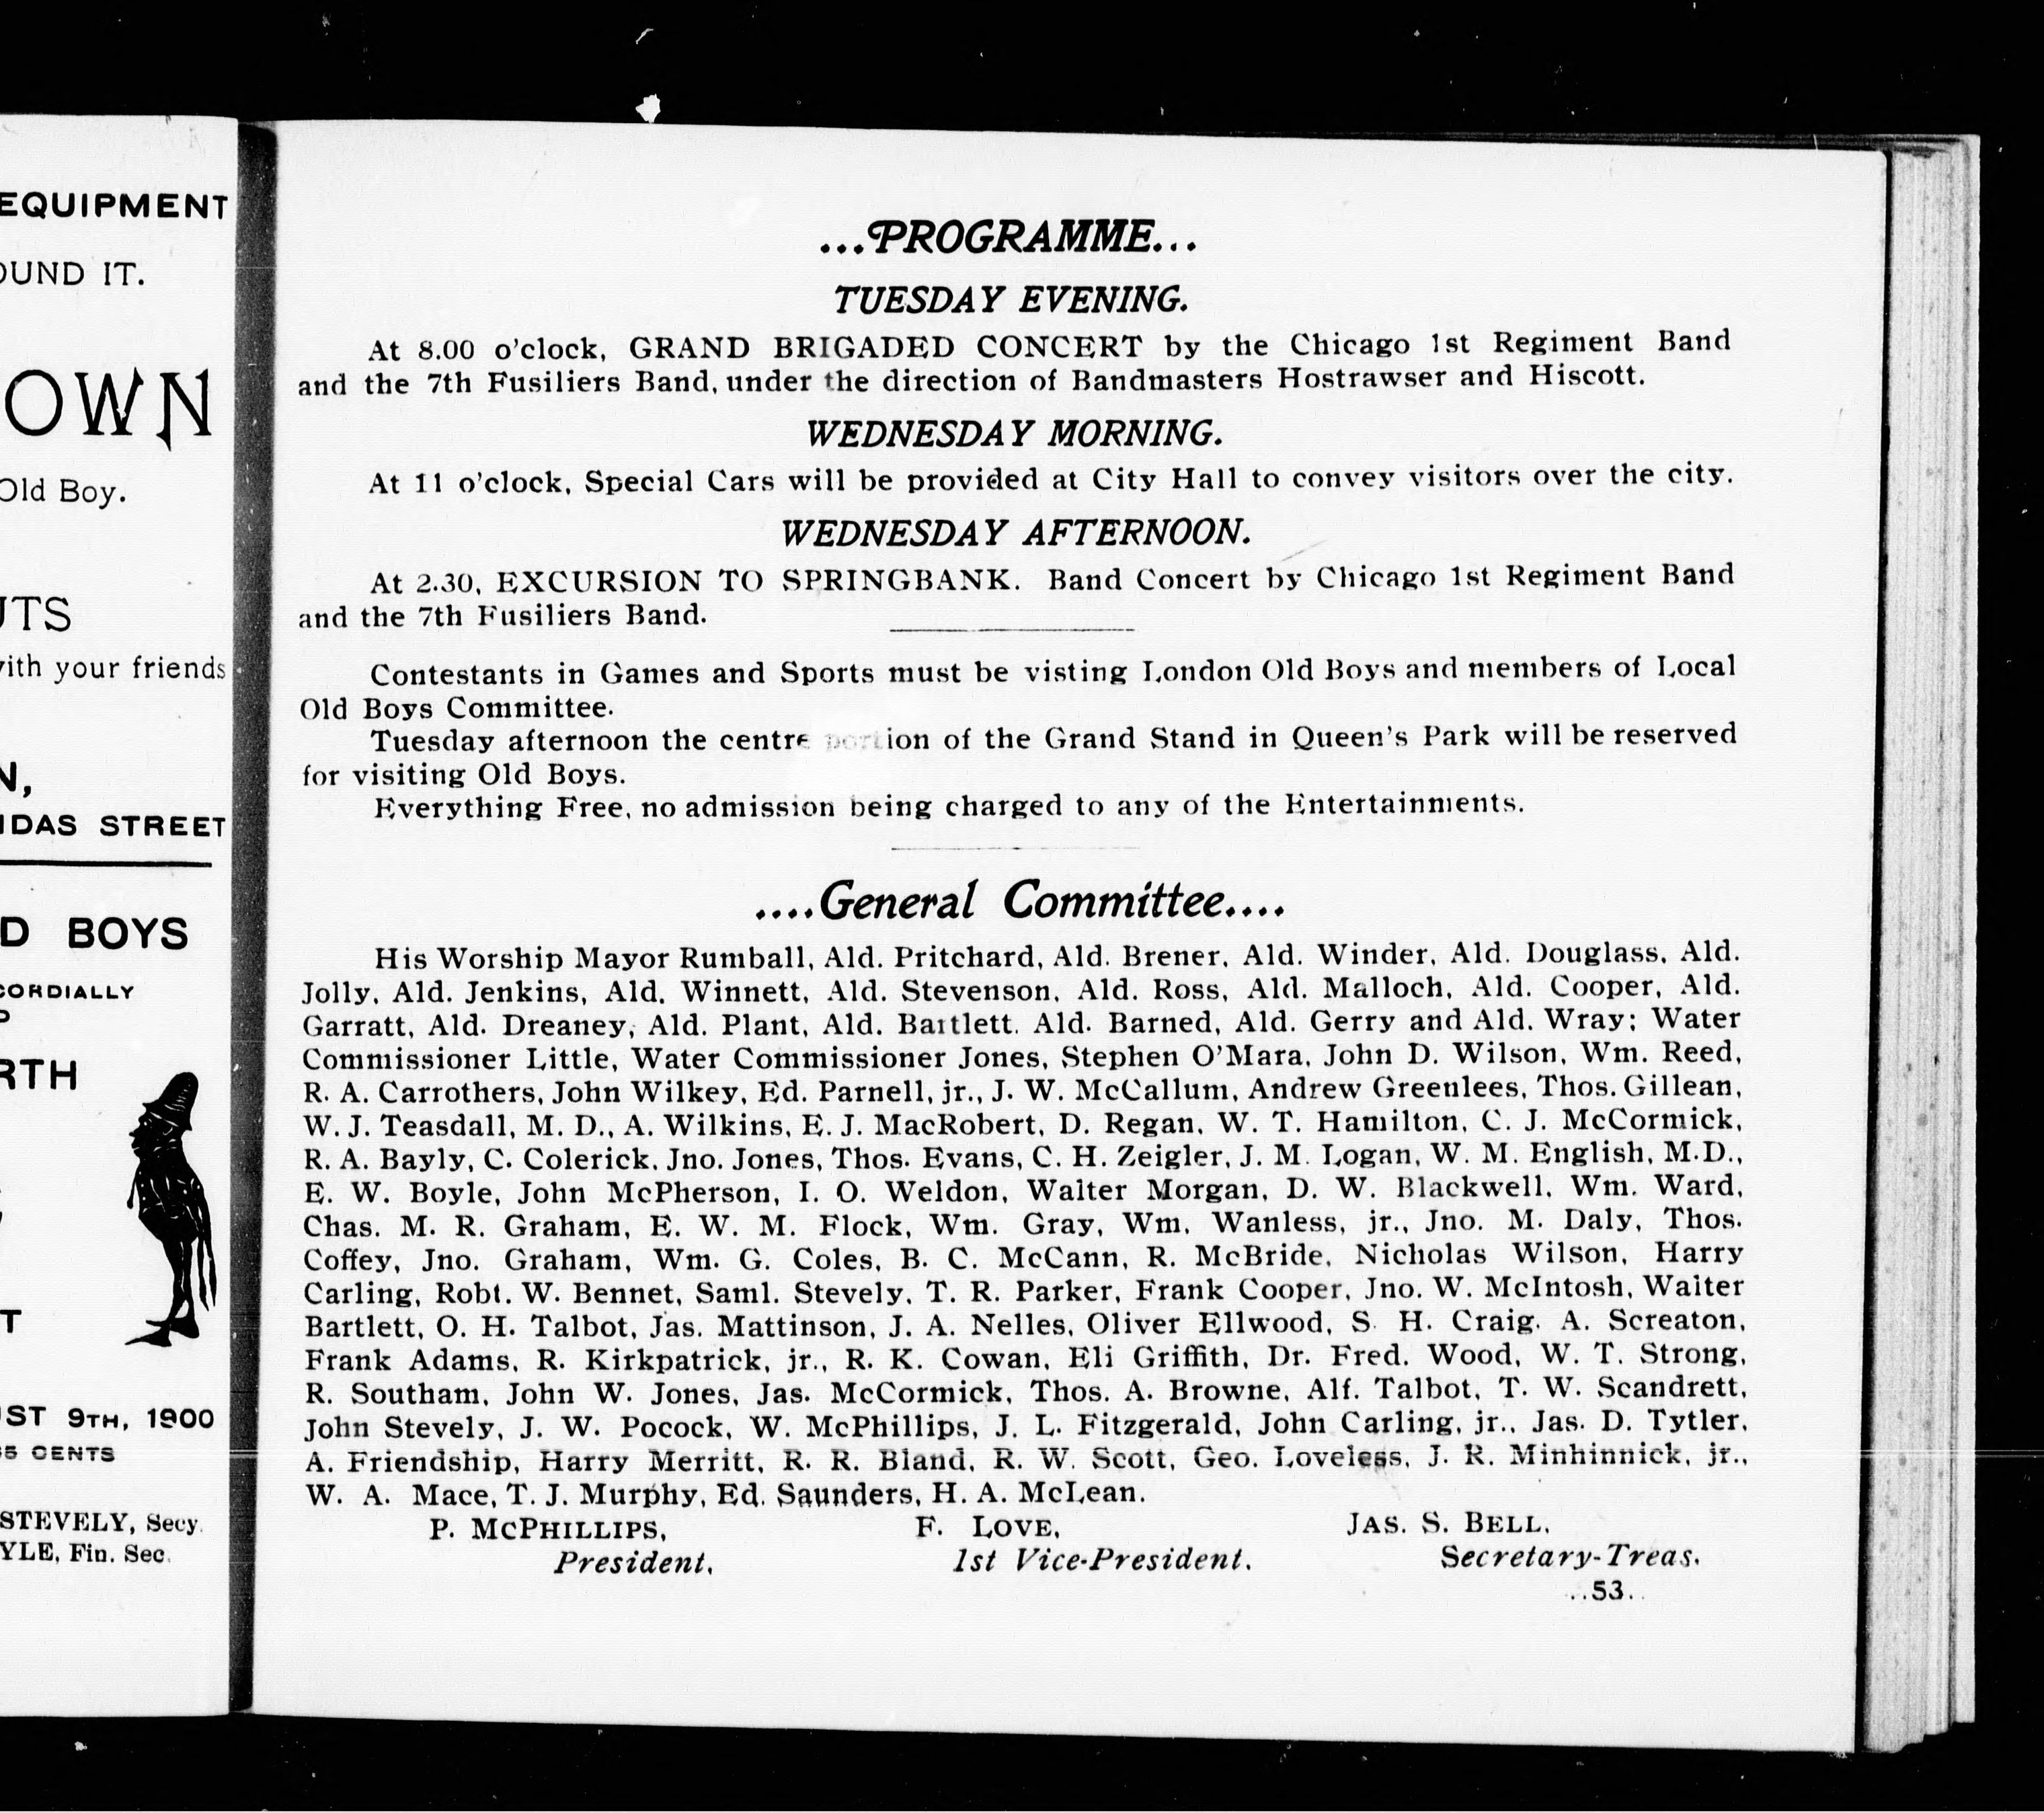 EQUIPMENT
OUND IT.
OWN
Old Boy.
UTS
with your friends
N,
NDAS STREET
D BOYS
CORDIALLY
P
RTH
T
UST 9TH, 1900
35 CENTS
STEVELY, Secy.
YLE, Fin. Sec.
...PROGRAMME...
TUESDAY EVENING.
At 8.00 o'clock, GRAND BRIGADED CONCERT by the Chicago 1st Regiment Band
and the 7th Fusiliers Band, under the direction of Bandmasters Hostrawser and Hiscott.
WEDNESDAY MORNING.
At 11 o'clock, Special Cars will be provided at City Hall to convey visitors over the city.
WEDNESDAY AFTERNOON.
At 2.30, EXCURSION TO SPRINGBANK. Band Concert by Chicago 1st Regiment Band
and the 7th Fusiliers Band.
Contestants in Games and Sports must be visting London Old Boys and members of Local
Old Boys Committee.
Tuesday afternoon the centre portion of the Grand Stand in Queen's Park will be reserved
for visiting Old Boys.
Everything Free, no admission being charged to any of the Entertainments.
....General Committee....
His Worship Mayor Rumball, Ald. Pritchard, Ald. Brener, Ald. Winder, Ald. Douglass, Ald.
Jolly, Ald. Jenkins, Ald. Winnett, Ald. Stevenson, Ald. Ross, Ald. Malloch, Ald. Cooper, Ald.
Garratt, Ald. Dreaney, Ald. Plant, Ald. Bartlett, Ald. Barned, Ald. Gerry and Ald. Wray; Water
Commissioner Little, Water Commissioner Jones, Stephen O'Mara, John D. Wilson, Wm. Reed,
R. A. Carrothers, John Wilkey, Ed. Parnell, jr., J. W. McCallum, Andrew Greenlees, Thos. Gillean,
W. J. Teasdall, M. D., A. Wilkins, E. J. MacRobert, D. Regan, W. T. Hamilton, C. J. McCormick,
R. A. Bayly, C. Colerick, Jno. Jones, Thos. Evans, C. H. Zeigler, J. M. Logan, W. M. English, M.D.,
E. W. Boyle, John McPherson, I. O. Weldon, Walter Morgan, D. W. Blackwell, Wm. Ward,
Chas. M. R. Graham, E. W. M. Flock, Wm. Gray, Wm. Wanless, jr., Jno. M. Daly, Thos.
Coffey, Jno. Graham, Wm. G. Coles, B. C. McCann, R. McBride, Nicholas Wilson, Harry
Carling, Robt. W. Bennet, Saml. Stevely, T. R. Parker, Frank Cooper, Jno. W. McIntosh, Walter
Bartlett, O. H. Talbot, Jas. Mattinson, J. A. Nelles, Oliver Ellwood, S. H. Craig, A. Screaton,
Frank Adams, R. Kirkpatrick, jr., R. K. Cowan, Eli Griffith, Dr. Fred. Wood, W. T. Strong,
R. Southam, John W. Jones, Jas. McCormick, Thos. A. Browne, Alf. Talbot, T. W. Scandrett,
John Stevely, J. W. Pocock, W. McPhillips, J. L. Fitzgerald, John Carling, jr., Jas. D. Tytler,
A. Friendship, Harry Merritt, R. R. Bland, R. W. Scott, Geo. Loveless, J. R. Minhinnick, jr.,
W. A. Mace, T. J. Murphy, Ed. Saunders, H. A. McLean.
P. MCPHILLIPS, F. LOVE, JAS. S. BELL,
President. 1st Vice-President. Secretary-Treas.
..53..